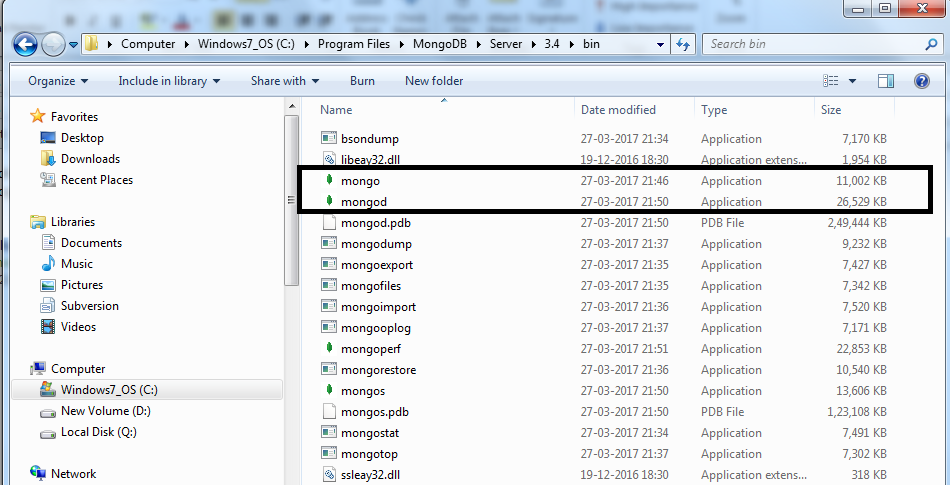 Computer Windows7_OS (C:) Program Files MongoDB Server 3.4 bin
Search bin
Organize Include in library Share with Burn New folder
Favorites
Desktop
Downloads
Recent Places
Libraries
Documents
Music
Pictures
Subversion
Videos
Computer
Windows7_OS (C:)
New Volume (D:)
Local Disk (Q:)
Network
Name Date modified Type Size
bsondump 27-03-2017 21:34 Application 7,170 KB
libeay32.dll 19-12-2016 18:30 Application extens... 1,954 KB
mongo 27-03-2017 21:46 Application 11,002 KB
mongod 27-03-2017 21:50 Application 26,529 KB
mongod.pdb 27-03-2017 21:50 PDB File 2,49,444 KB
mongodump 27-03-2017 21:37 Application 9,232 KB
mongoexport 27-03-2017 21:35 Application 7,427 KB
mongofiles 27-03-2017 21:35 Application 7,342 KB
mongoimport 27-03-2017 21:36 Application 7,520 KB
mongooplog 27-03-2017 21:37 Application 7,171 KB
mongoperf 27-03-2017 21:51 Application 22,853 KB
mongorestore 27-03-2017 21:36 Application 10,540 KB
mongos 27-03-2017 21:50 Application 13,606 KB
mongos.pdb 27-03-2017 21:50 PDB File 1,23,108 KB
mongostat 27-03-2017 21:34 Application 7,491 KB
mongotop 27-03-2017 21:37 Application 7,302 KB
ssleay32.dll 19-12-2016 18:30 Application extens... 318 KB